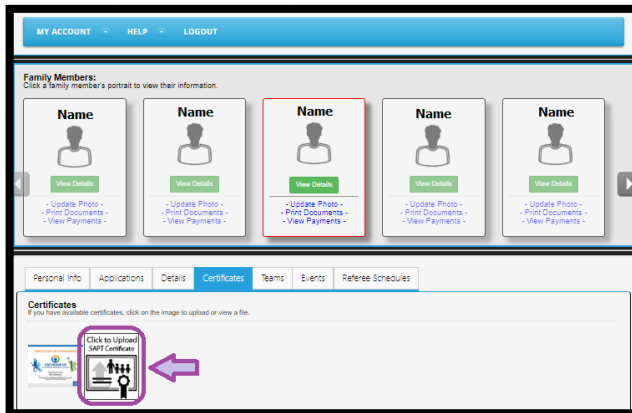 MY ACCOUNT HELP LOGOUT
Family Members:
Click a family member's portrait to view their information.
Name Name Name Name Name
View Details View Details View Details View Details View Details
- Update Photo - - Update Photo - - Update Photo - - Update Photo - - Update Photo -
- Print Documents - - Print Documents - - Print Documents - - Print Documents - - Print Documents -
- View Payments - - View Payments - - View Payments - - View Payments - - View Payments -
Personal Info Applications Details Certificates Teams Events Referee Schedules
Certificates
If you have available certificates, click on the image to upload or view a file.
Click to Upload
SAPT Certificate